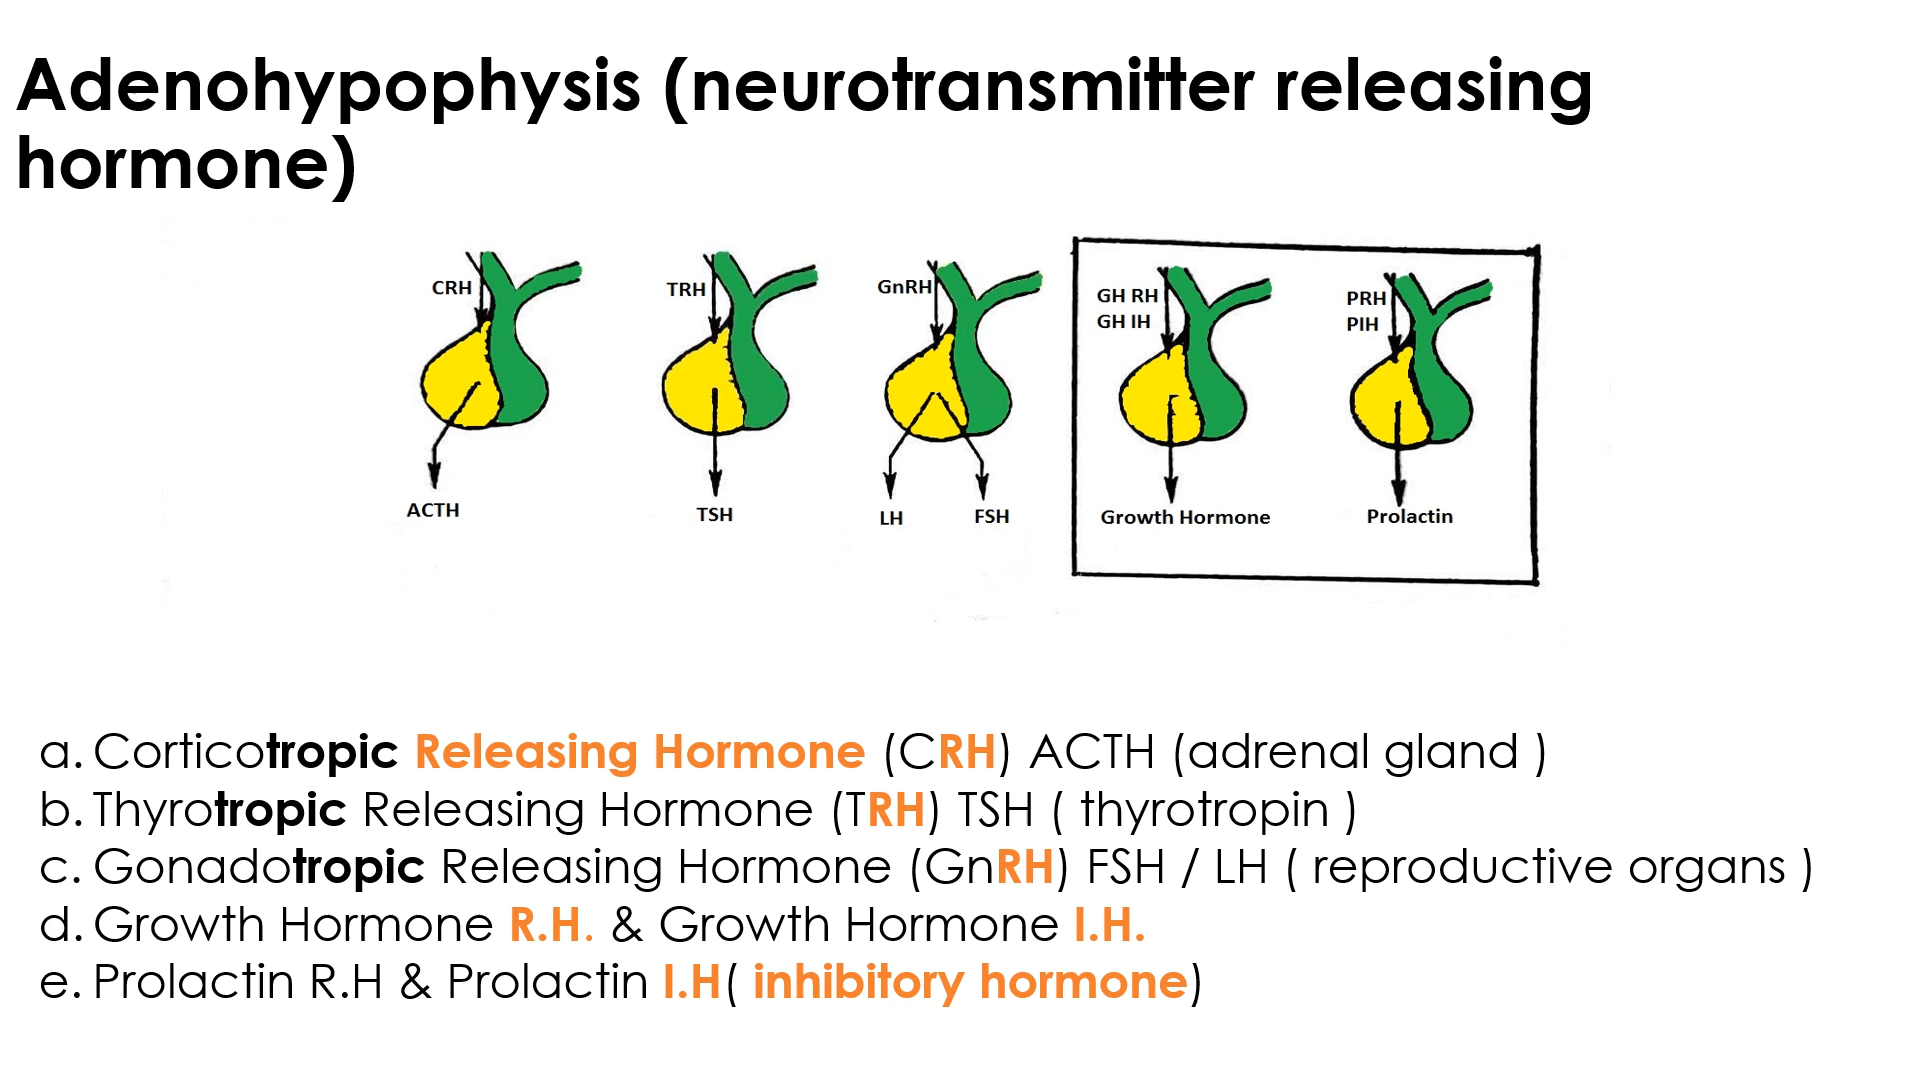 Adenohypophysis (neurotransmitter releasing
hormone)
CRH
ACTH
TRH
TSH
GnRH
LH
FSH
GH RH
GH IH
Growth Hormone
PRH
PIH
Prolactin
a. Corticotropic Releasing Hormone (CRH) ACTH (adrenal gland )
b. Thyrotropic Releasing Hormone (TRH) TSH ( thyrotropin )
c. Gonadotropic Releasing Hormone (GnRH) FSH / LH ( reproductive organs )
d. Growth Hormone R.H. & Growth Hormone I.H.
e. Prolactin R.H & Prolactin I.H( inhibitory hormone)